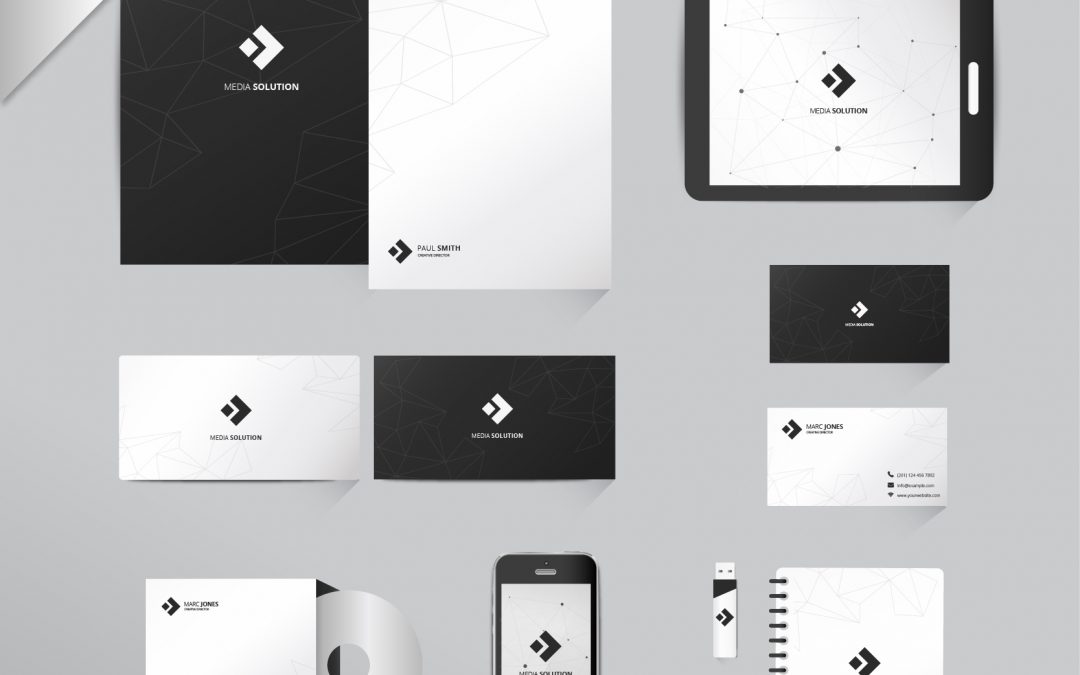 MEDIA SOLUTION
MEDIA SOLUTION
PAUL SMITH
CREATIVE DIRECTOR
MEDIA SOLUTION
MEDIA SOLUTION
MEDIA SOLUTION
MARC JONES
CREATIVE DIRECTOR
(201) 124 456 7892
info@example.com
www.yourwebsite.com
MARC JONES
CREATIVE DIRECTOR
MEDIA SOLUTION